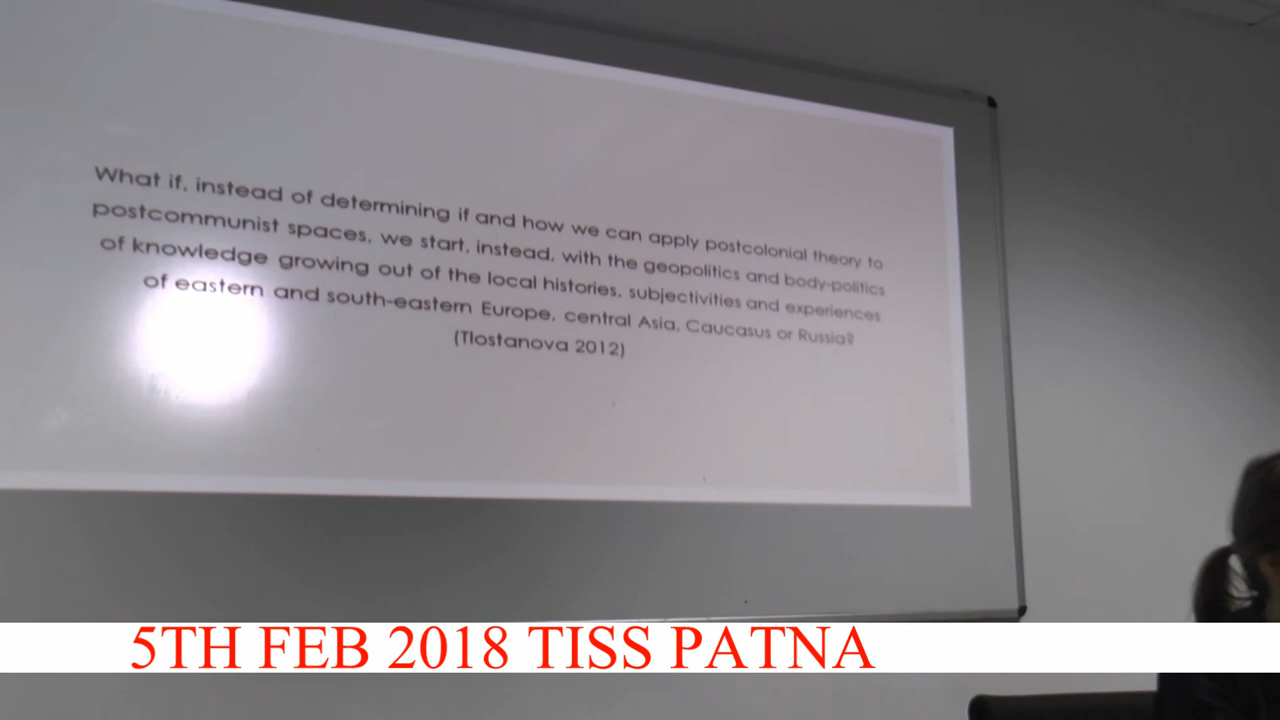 What if, instead of determining if and how we can apply postcolonial theory to
postcommunist spaces, we start, instead, with the geopolitics and body-politics
of knowledge growing out of the local histories, subjectivities and experiences
of eastern and south-eastern Europe, central Asia, Caucasus or Russia?
(Tlostanova 2012)
5TH FEB 2018 TISS PATNA